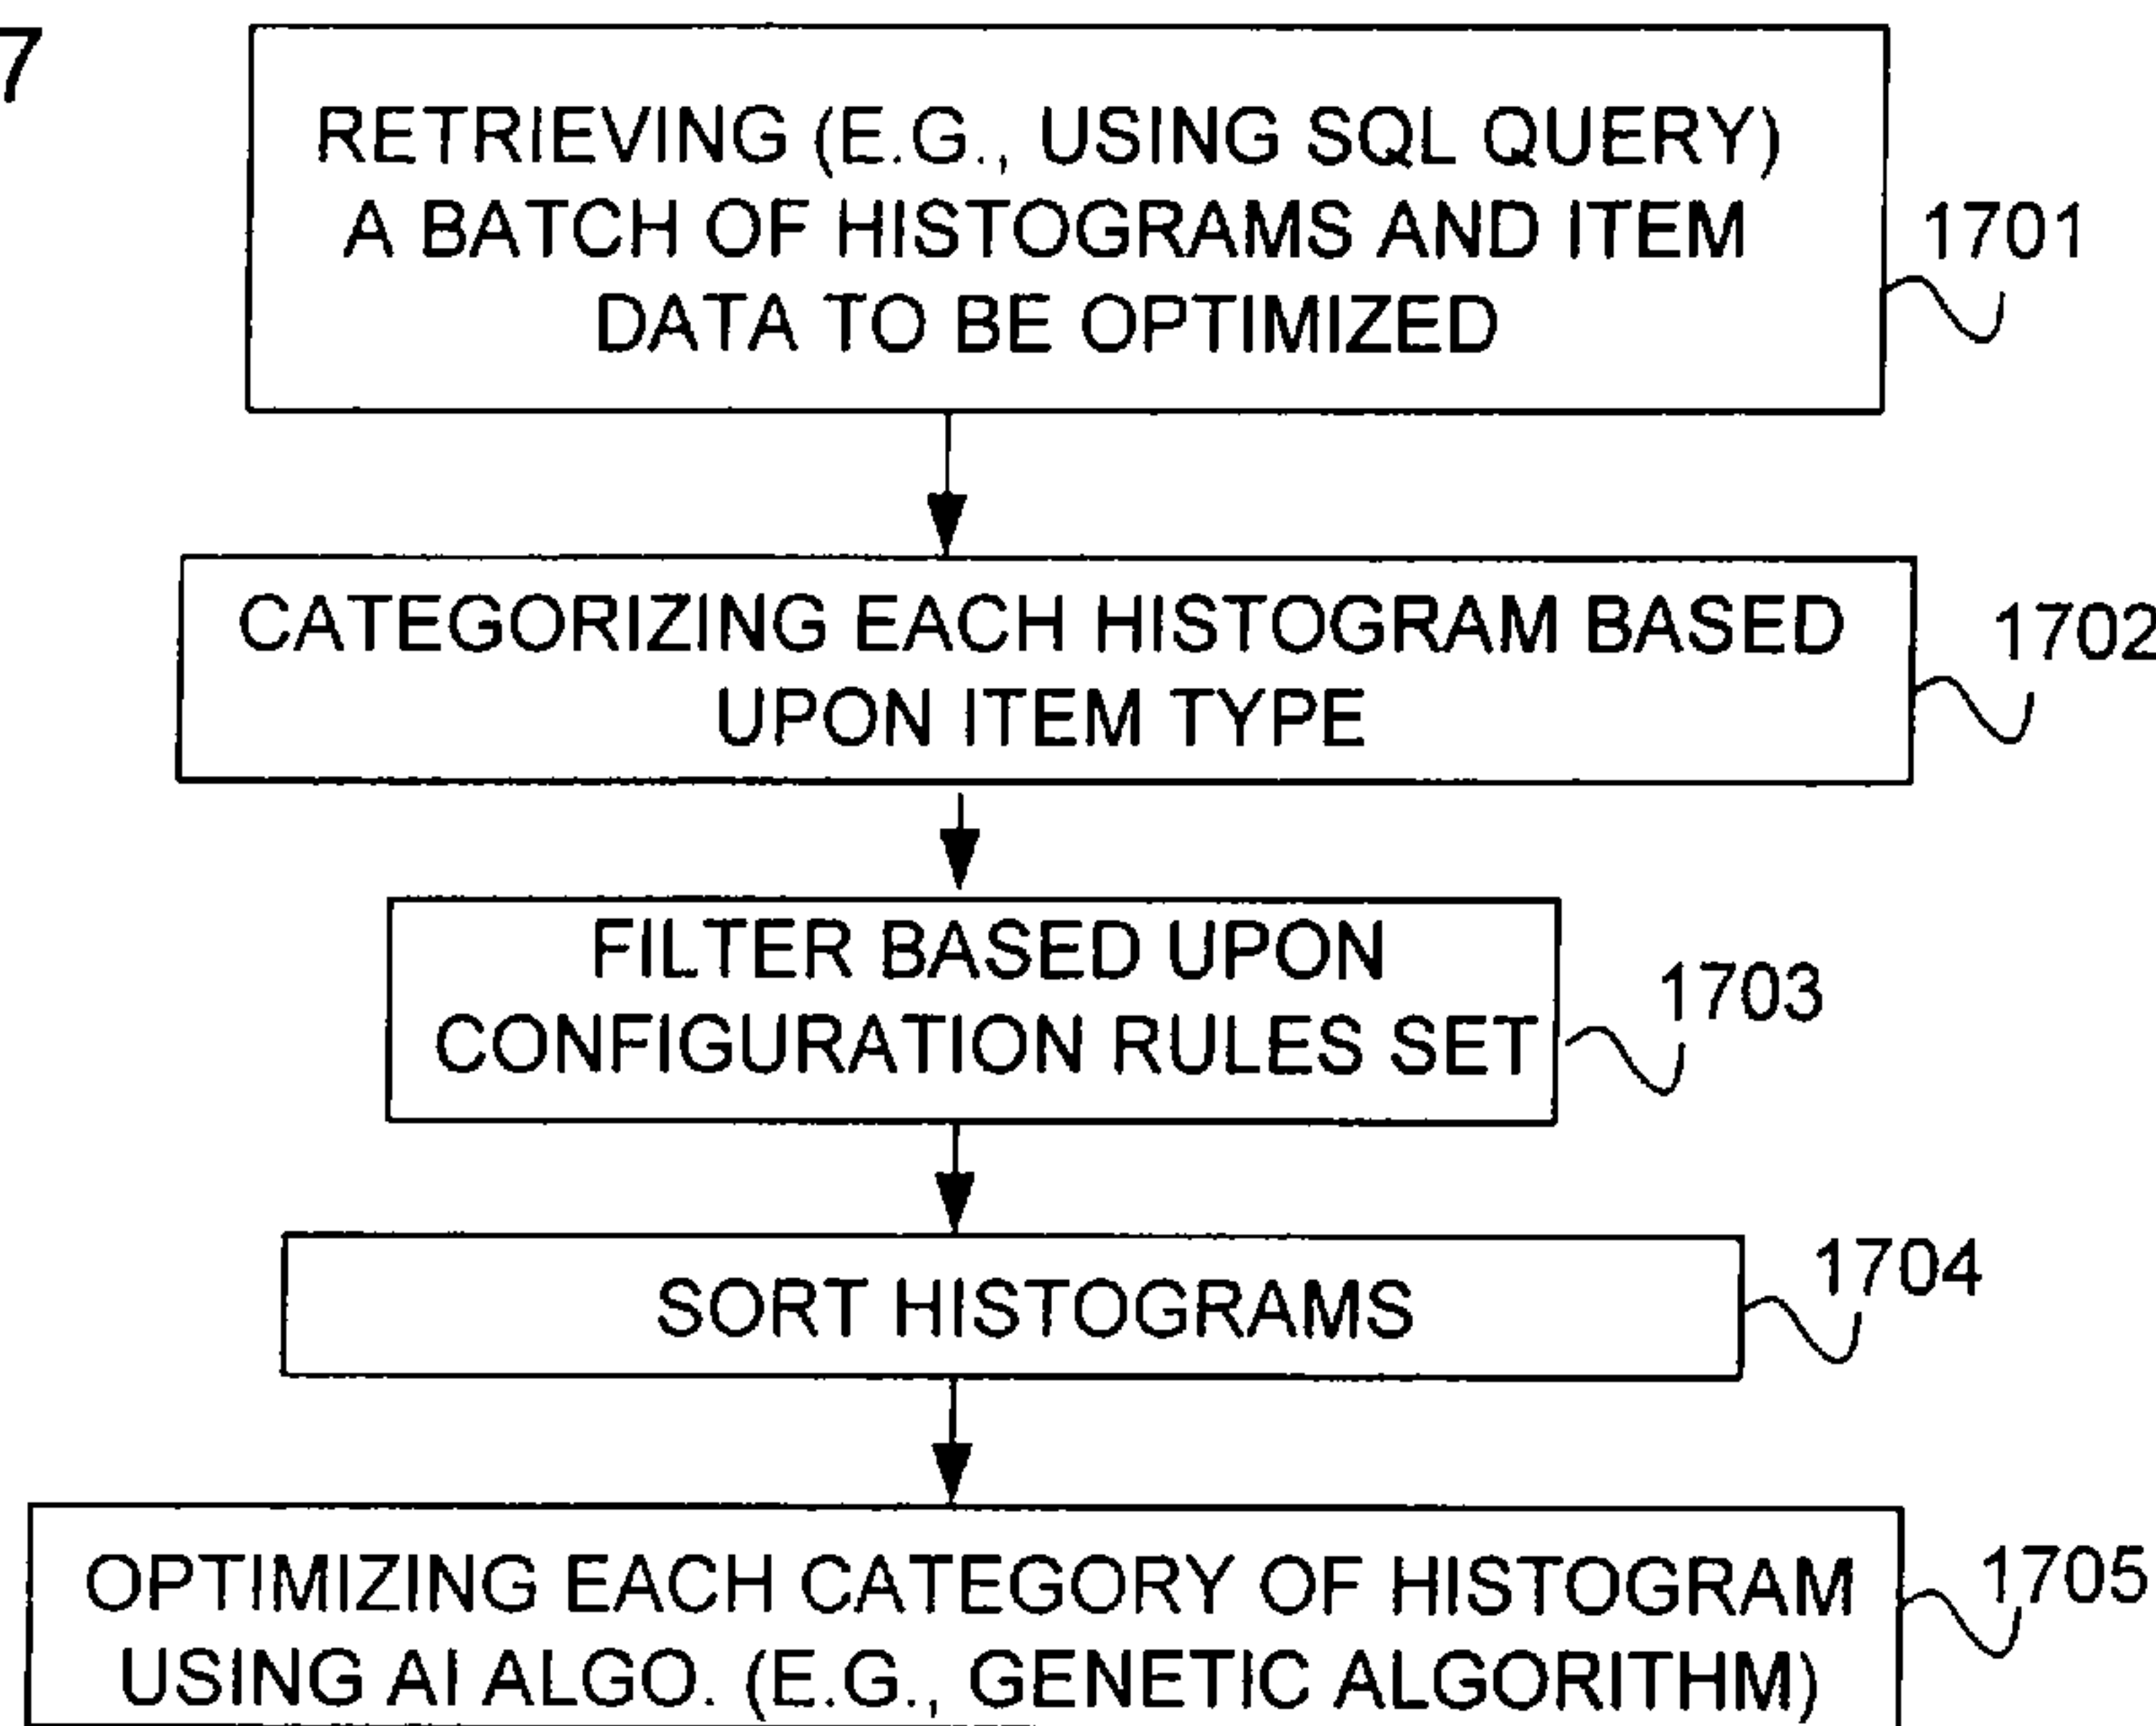 7
RETRIEVING (E.G., USING SQL QUERY)
A BATCH OF HISTOGRAMS AND ITEM
DATA TO BE OPTIMIZED
1701
CATEGORIZING EACH HISTOGRAM BASED
UPON ITEM TYPE
1702
FILTER BASED UPON
CONFIGURATION RULES SET
1703
SORT HISTOGRAMS
1704
OPTIMIZING EACH CATEGORY OF HISTOGRAM
USING AI ALGO. (E.G., GENETIC ALGORITHM)
1705